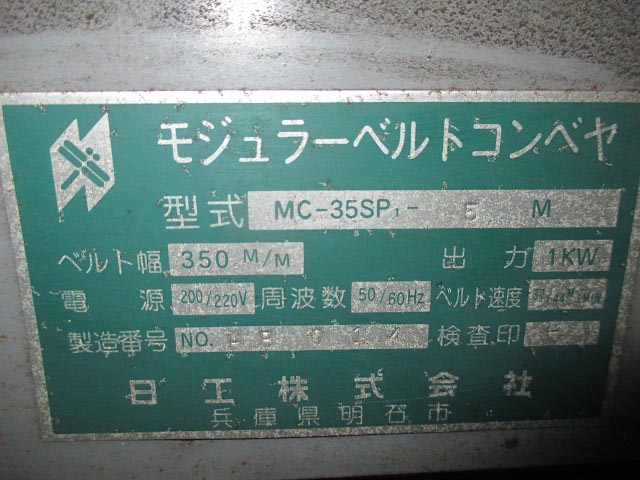 モジュラーベルトコンベヤ
型式 MC-35SP₁- 5 M
ベルト幅 350 M/M 出力 1KW
電源 200/220V 周波数 50/60Hz ベルト速度
製造番号 NO. 検査印
日工株式会社
兵庫県明石市